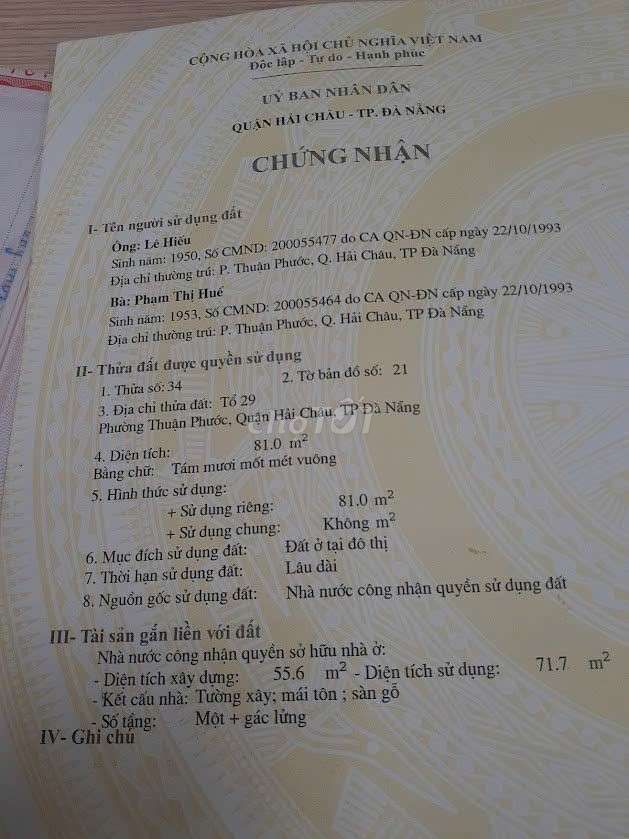 CỘNG HÒA XÃ HỘI CHỦ NGHĨA VIỆT NAM
Độc lập - Tự do - Hạnh phúc
UỶ BAN NHÂN DÂN
QUẬN HẢI CHÂU - TP. ĐÀ NẴNG
CHỨNG NHẬN
I- Tên người sử dụng đất
Ông: Lê Hiếu
Sinh năm: 1950, Số CMND: 200055477 do CA QN-ĐN cấp ngày 22/10/1993
Địa chỉ thường trú: P. Thuận Phước, Q. Hải Châu, TP Đà Nẵng
Bà: Phạm Thị Huế
Sinh năm: 1953, Số CMND: 200055464 do CA QN-ĐN cấp ngày 22/10/1993
Địa chỉ thường trú: P. Thuận Phước, Q. Hải Châu, TP Đà Nẵng
II- Thửa đất được quyền sử dụng
1. Thửa số: 34 2. Tờ bản đồ số: 21
3. Địa chỉ thửa đất: Tổ 29
Phường Thuận Phước, Quận Hải Châu, TP Đà Nẵng
chợTỐT
4. Diện tích: 81.0 m²
Bằng chữ: Tám mươi mốt mét vuông
5. Hình thức sử dụng:
+ Sử dụng riêng: 81.0 m²
+ Sử dụng chung: Không m²
6. Mục đích sử dụng đất: Đất ở tại đô thị
7. Thời hạn sử dụng đất: Lâu dài
8. Nguồn gốc sử dụng đất: Nhà nước công nhận quyền sử dụng đất
III- Tài sản gắn liền với đất
Nhà nước công nhận quyền sở hữu nhà ở:
- Diện tích xây dựng: 55.6 m² - Diện tích sử dụng: 71.7 m²
- Kết cấu nhà: Tường xây; mái tôn ; sàn gỗ
- Số tầng: Một + gác lửng
IV- Ghi chú